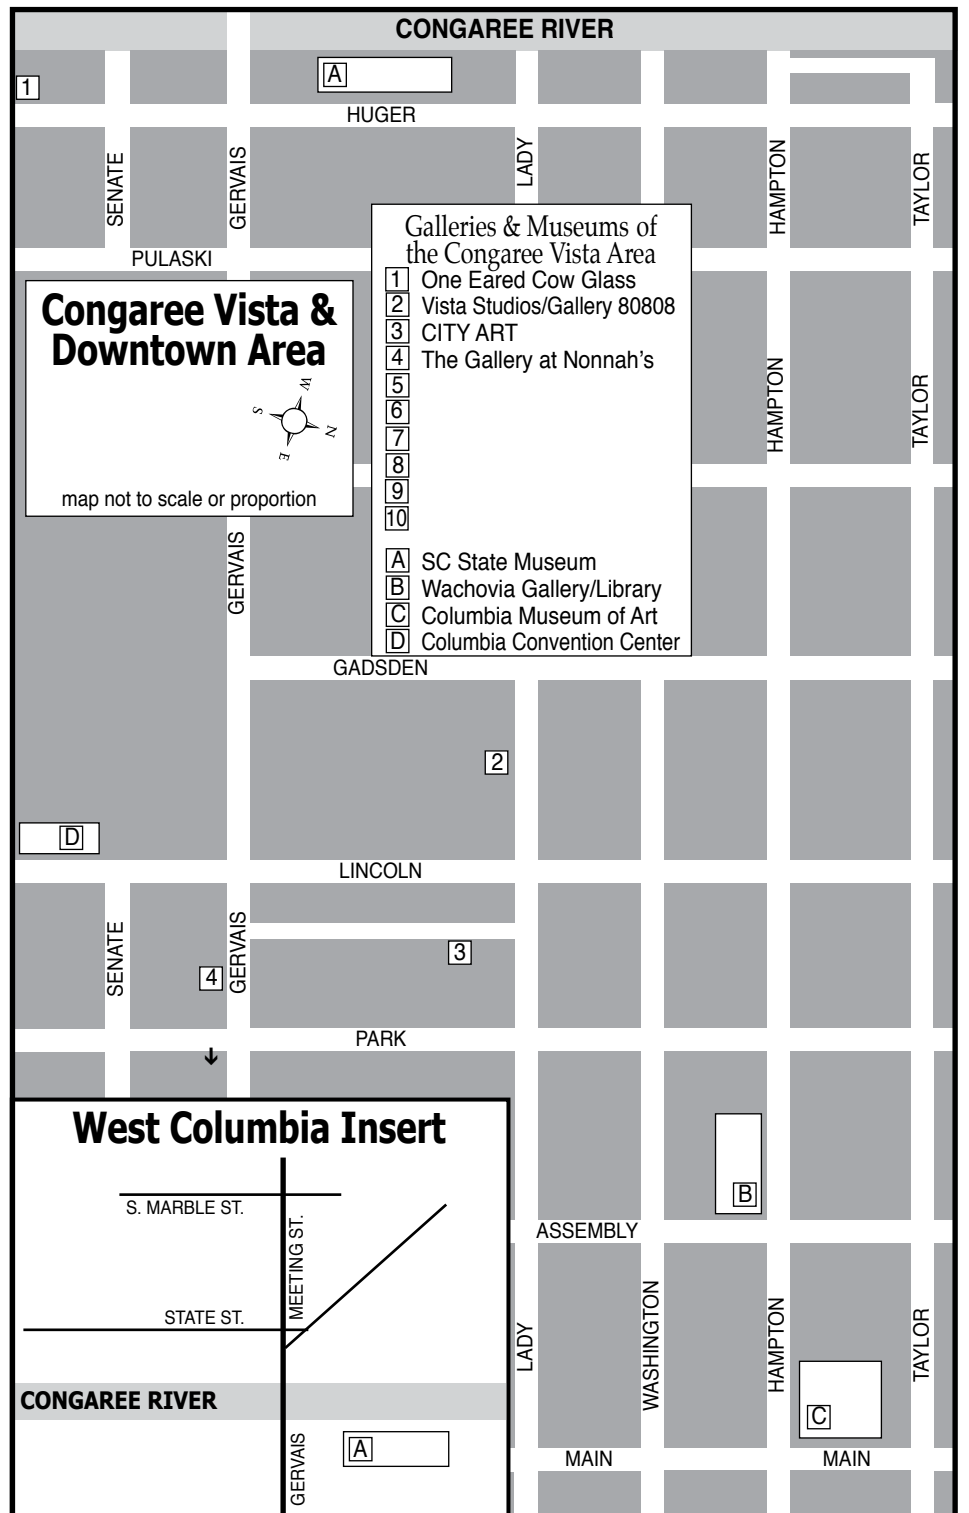 CONGAREE RIVER
1
A
HUGER
SENATE
GERVAIS
LADY
HAMPTON
TAYLOR
PULASKI
Congaree Vista &
Downtown Area
W
S
N
E
map not to scale or proportion
Galleries & Museums of
the Congaree Vista Area
1 One Eared Cow Glass
2 Vista Studios/Gallery 80808
3 CITY ART
4 The Gallery at Nonnah's
5
6
7
8
9
10
A SC State Museum
B Wachovia Gallery/Library
C Columbia Museum of Art
D Columbia Convention Center
HAMPTON
TAYLOR
GERVAIS
GADSDEN
2
D
LINCOLN
SENATE
GERVAIS
3
4
PARK
West Columbia Insert
S. MARBLE ST.
MEETING ST.
STATE ST.
CONGAREE RIVER
GERVAIS
A
B
ASSEMBLY
LADY
WASHINGTON
HAMPTON
TAYLOR
C
MAIN
MAIN